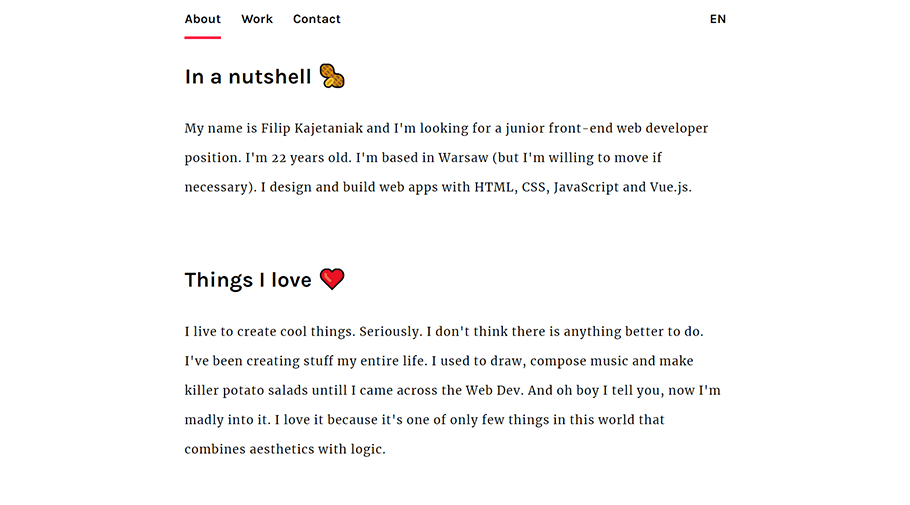 About Work Contact EN
In a nutshell
My name is Filip Kajetaniak and I'm looking for a junior front-end web developer
position. I'm 22 years old. I'm based in Warsaw (but I'm willing to move if
necessary). I design and build web apps with HTML, CSS, JavaScript and Vue.js.
Things I love
I live to create cool things. Seriously. I don't think there is anything better to do.
I've been creating stuff my entire life. I used to draw, compose music and make
killer potato salads untill I came across the Web Dev. And oh boy I tell you, now I'm
madly into it. I love it because it's one of only few things in this world that
combines aesthetics with logic.